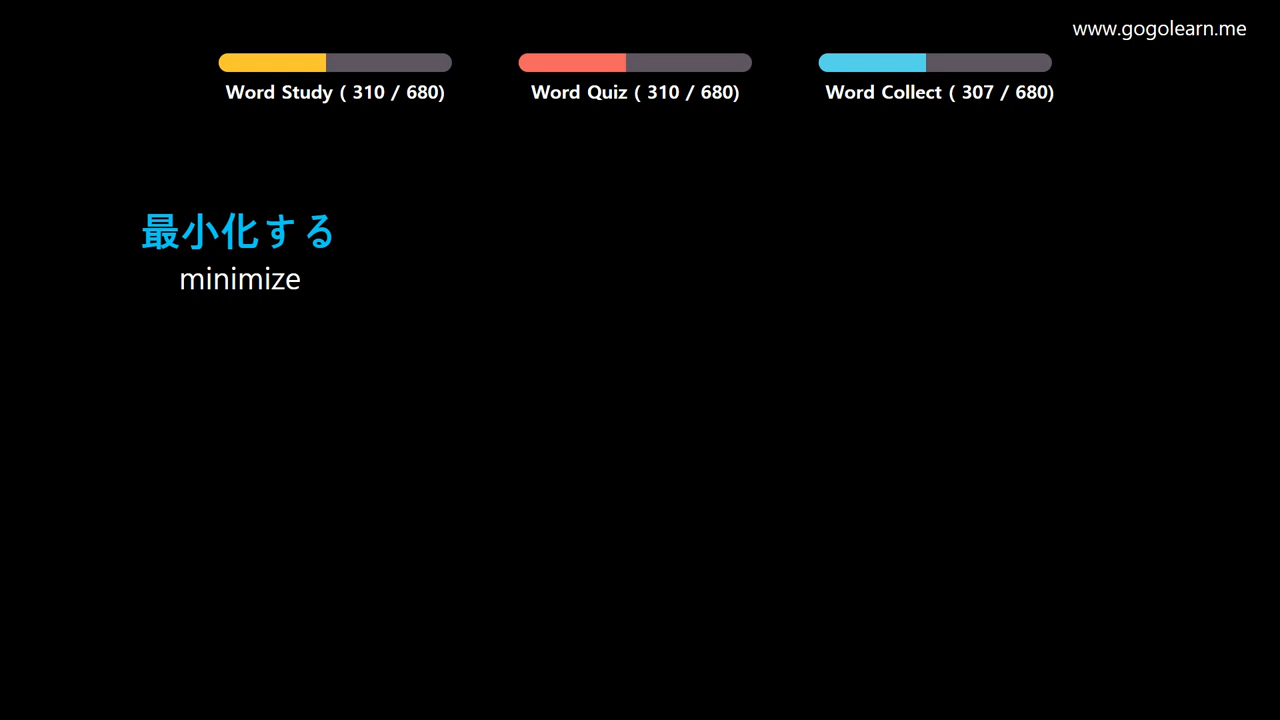 www.gogolearn.me
Word Study ( 310 / 680)
Word Quiz ( 310 / 680)
Word Collect ( 307 / 680)
最小化する
minimize